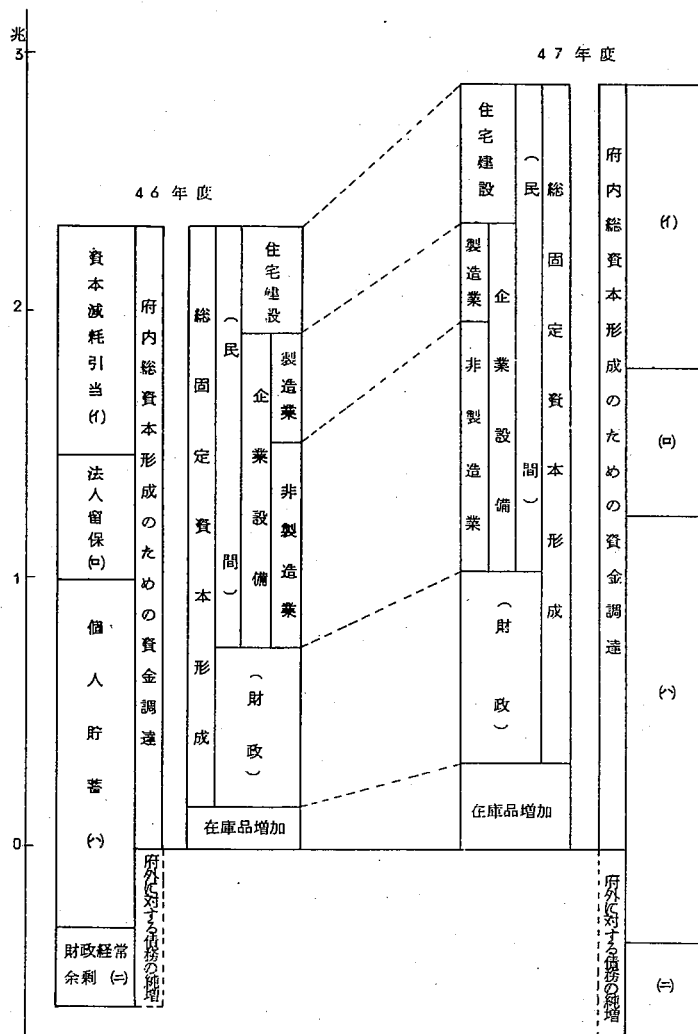 兆
3
2
1
0
46年度
資本減耗引当(イ)
法人留保(ロ)
個人貯蓄(ハ)
財政経常
余剰(ニ)
府内総資本形成のための資金調達
府外に対する債務の純増
総固定資本形成
(民間)
住宅建設
企業設備
製造業
非製造業
(財政)
在庫品増加
47年度
住宅建設
製造業
非製造業
企業設備
(民間)
総固定資本形成
(財政)
在庫品増加
府内総資本形成のための資金調達
府外に対する債務の純増
(イ)
(ロ)
(ハ)
(ニ)